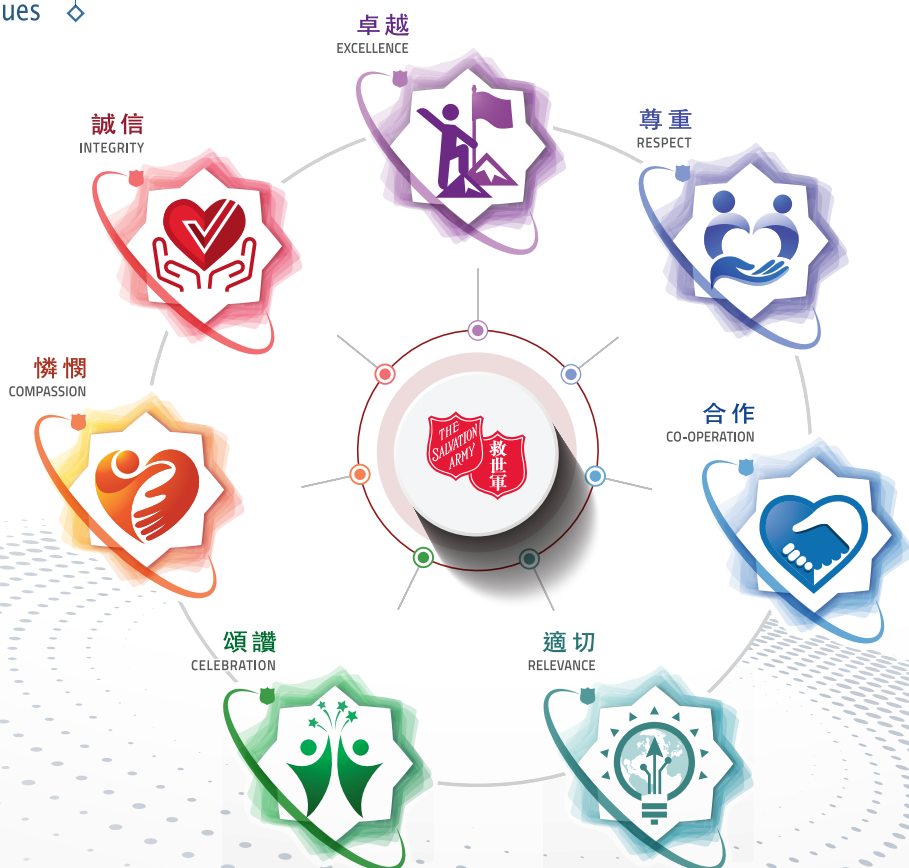 ues
卓越
EXCELLENCE
誠信
INTEGRITY
尊重
RESPECT
憐憫
COMPASSION
合作
CO-OPERATION
THE
SALVATION
ARMY
救世軍
頌讚
CELEBRATION
適切
RELEVANCE